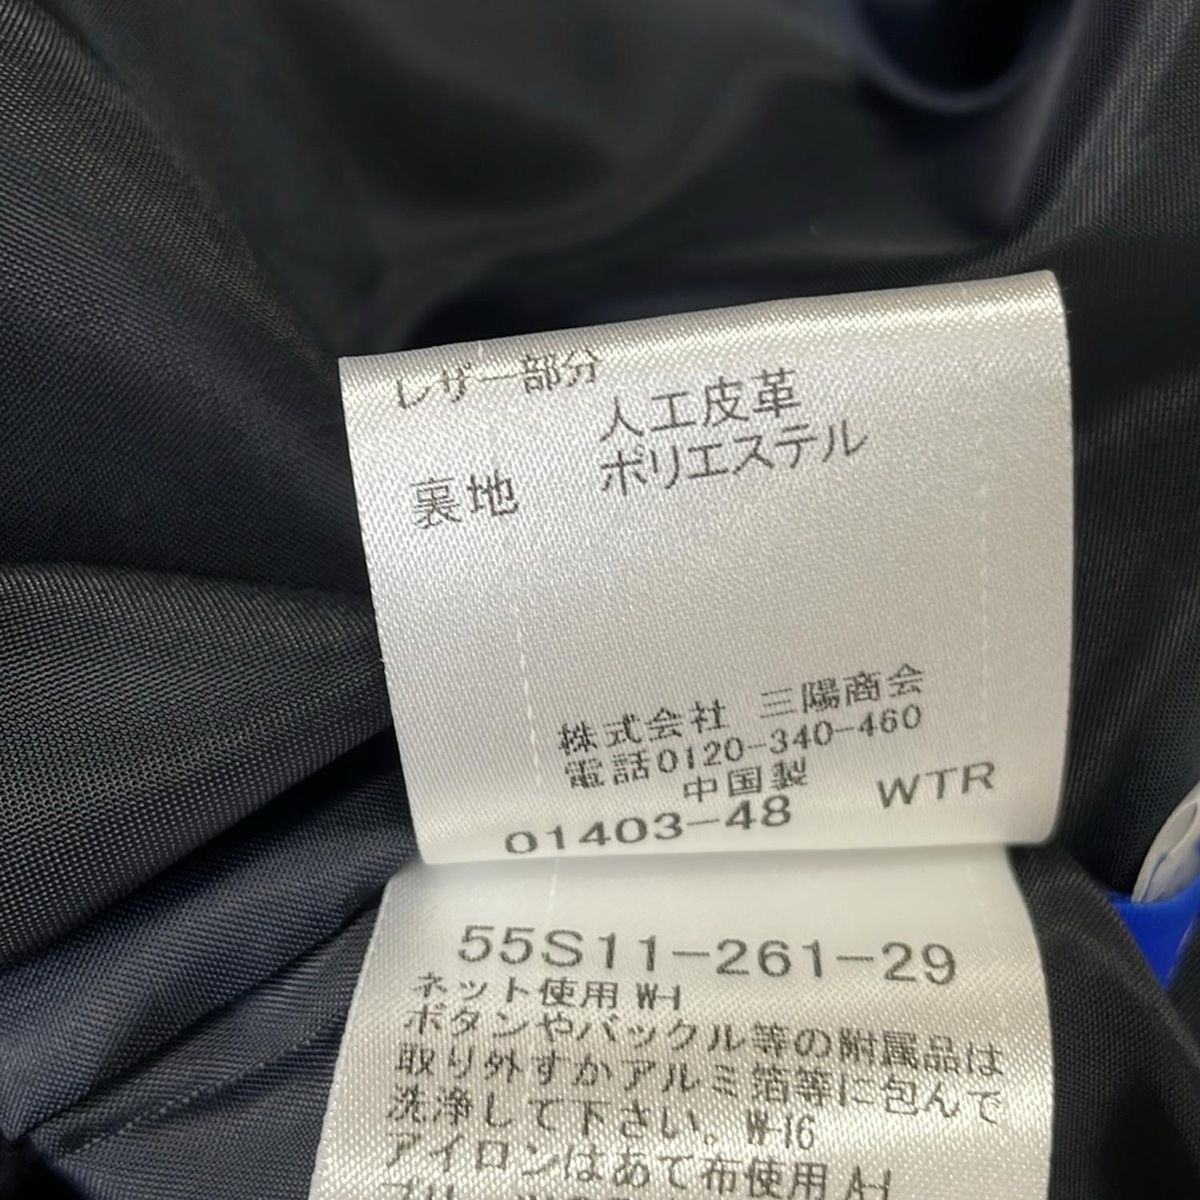 レザー部分
人工皮革
裏地 ポリエステル
株式会社 三陽商会
電話0120-340-460
中国製
01403-48 WTR
55S11-261-29
ネット使用 W-1
ボタンやバックル等の附属品は
取り外すかアルミ箔等に包んで
洗浄して下さい。W-16
アイロンはあて布使用 A-1